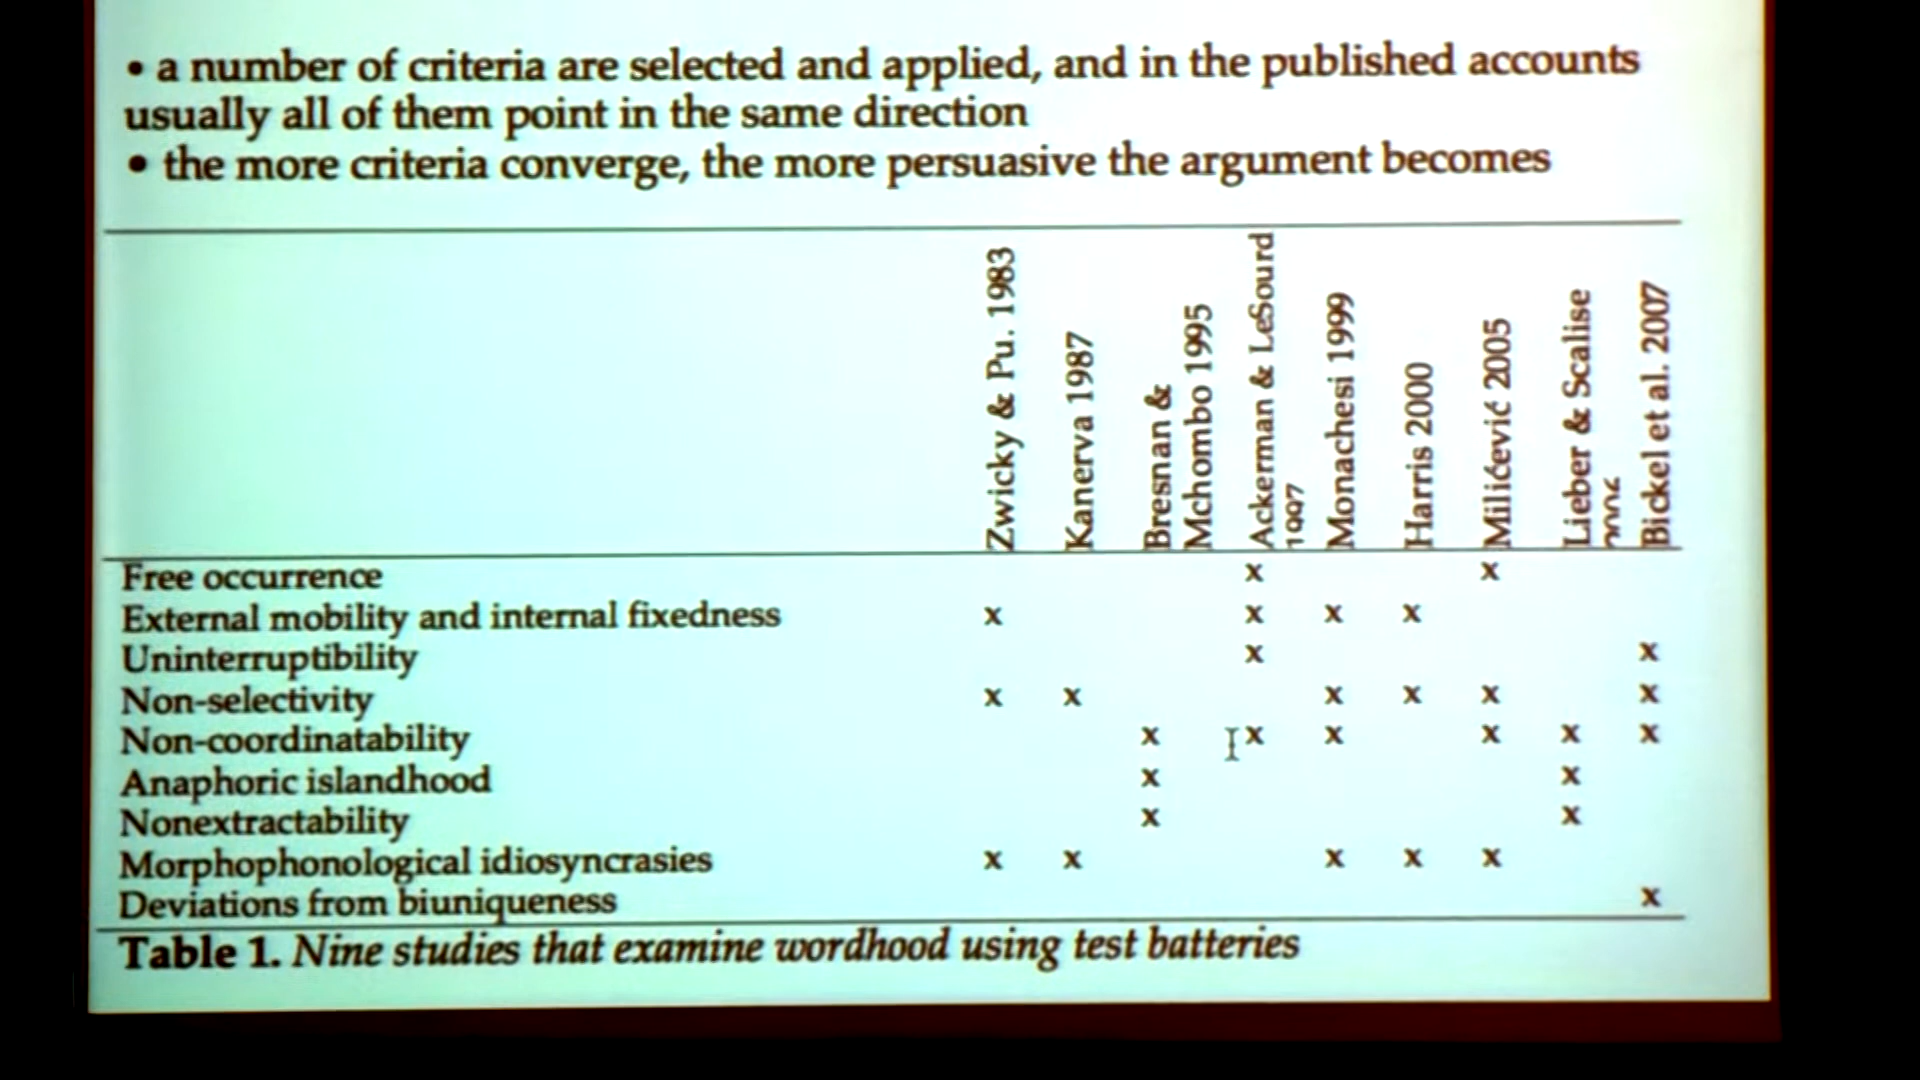 • a number of criteria are selected and applied, and in the published accounts
usually all of them point in the same direction
• the more criteria converge, the more persuasive the argument becomes
Zwicky & Pu. 1983
Kanerva 1987
Bresnan &
Mchombo 1995
Ackerman & LeSourd
1997
Monachesi 1999
Harris 2000
Milićević 2005
Lieber & Scalise
Bickel et al. 2007
Free occurrence x x
External mobility and internal fixedness x x x x
Uninterruptibility x x
Non-selectivity x x x x x x
Non-coordinatability x x x x x x
Anaphoric islandhood x x
Nonextractability x x
Morphophonological idiosyncrasies x x x x x
Deviations from biuniqueness x
Table 1. Nine studies that examine wordhood using test batteries